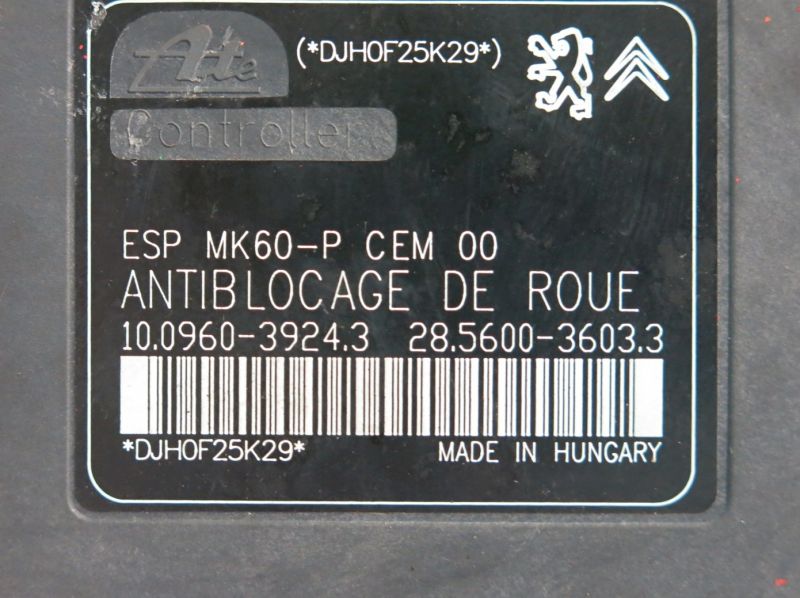 Ate
(*DJH0F25K29*)
Controller
ESP MK60-P CEM 00
ANTIBLOCAGE DE ROUE
10.0960-3924.3 28.5600-3603.3
*DJH0F25K29*
MADE IN HUNGARY